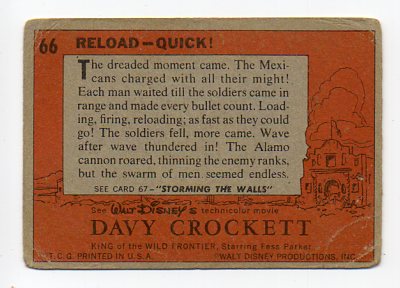 66 RELOAD—QUICK!
The dreaded moment came. The Mexi-
cans charged with all their might!
Each man waited till the soldiers came in
range and made every bullet count. Load-
ing, firing, reloading; as fast as they could
go! The soldiers fell, more came. Wave
after wave thundered in! The Alamo
cannon roared, thinning the enemy ranks,
but the swarm of men seemed endless.
SEE CARD 67—"STORMING THE WALLS"
See WALT DISNEY'S technicolor movie
DAVY CROCKETT
KING of the WILD FRONTIER, Starring Fess Parker
T.C.G. PRINTED IN U.S.A. ©WALT DISNEY PRODUCTIONS, INC.